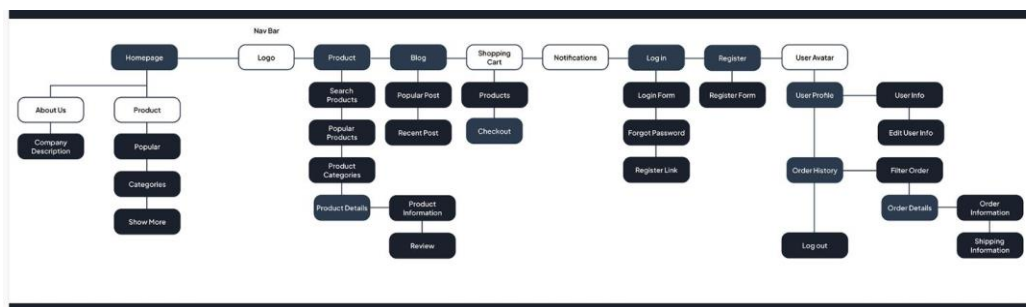 Nav Bar
Homepage
Logo
Product
Blog
Shopping
Cart
Notifications
Log in
Register
User Avatar
About Us
Product
Company
Description
Popular
Categories
Show More
Search
Products
Popular
Products
Product
Categories
Product Details
Product
Information
Review
Popular Post
Recent Post
Products
Checkout
Login Form
Forgot Password
Register Link
Register Form
User Profile
User Info
Edit User Info
Order History
Filter Order
Order Details
Order
Information
Shipping
Information
Log out